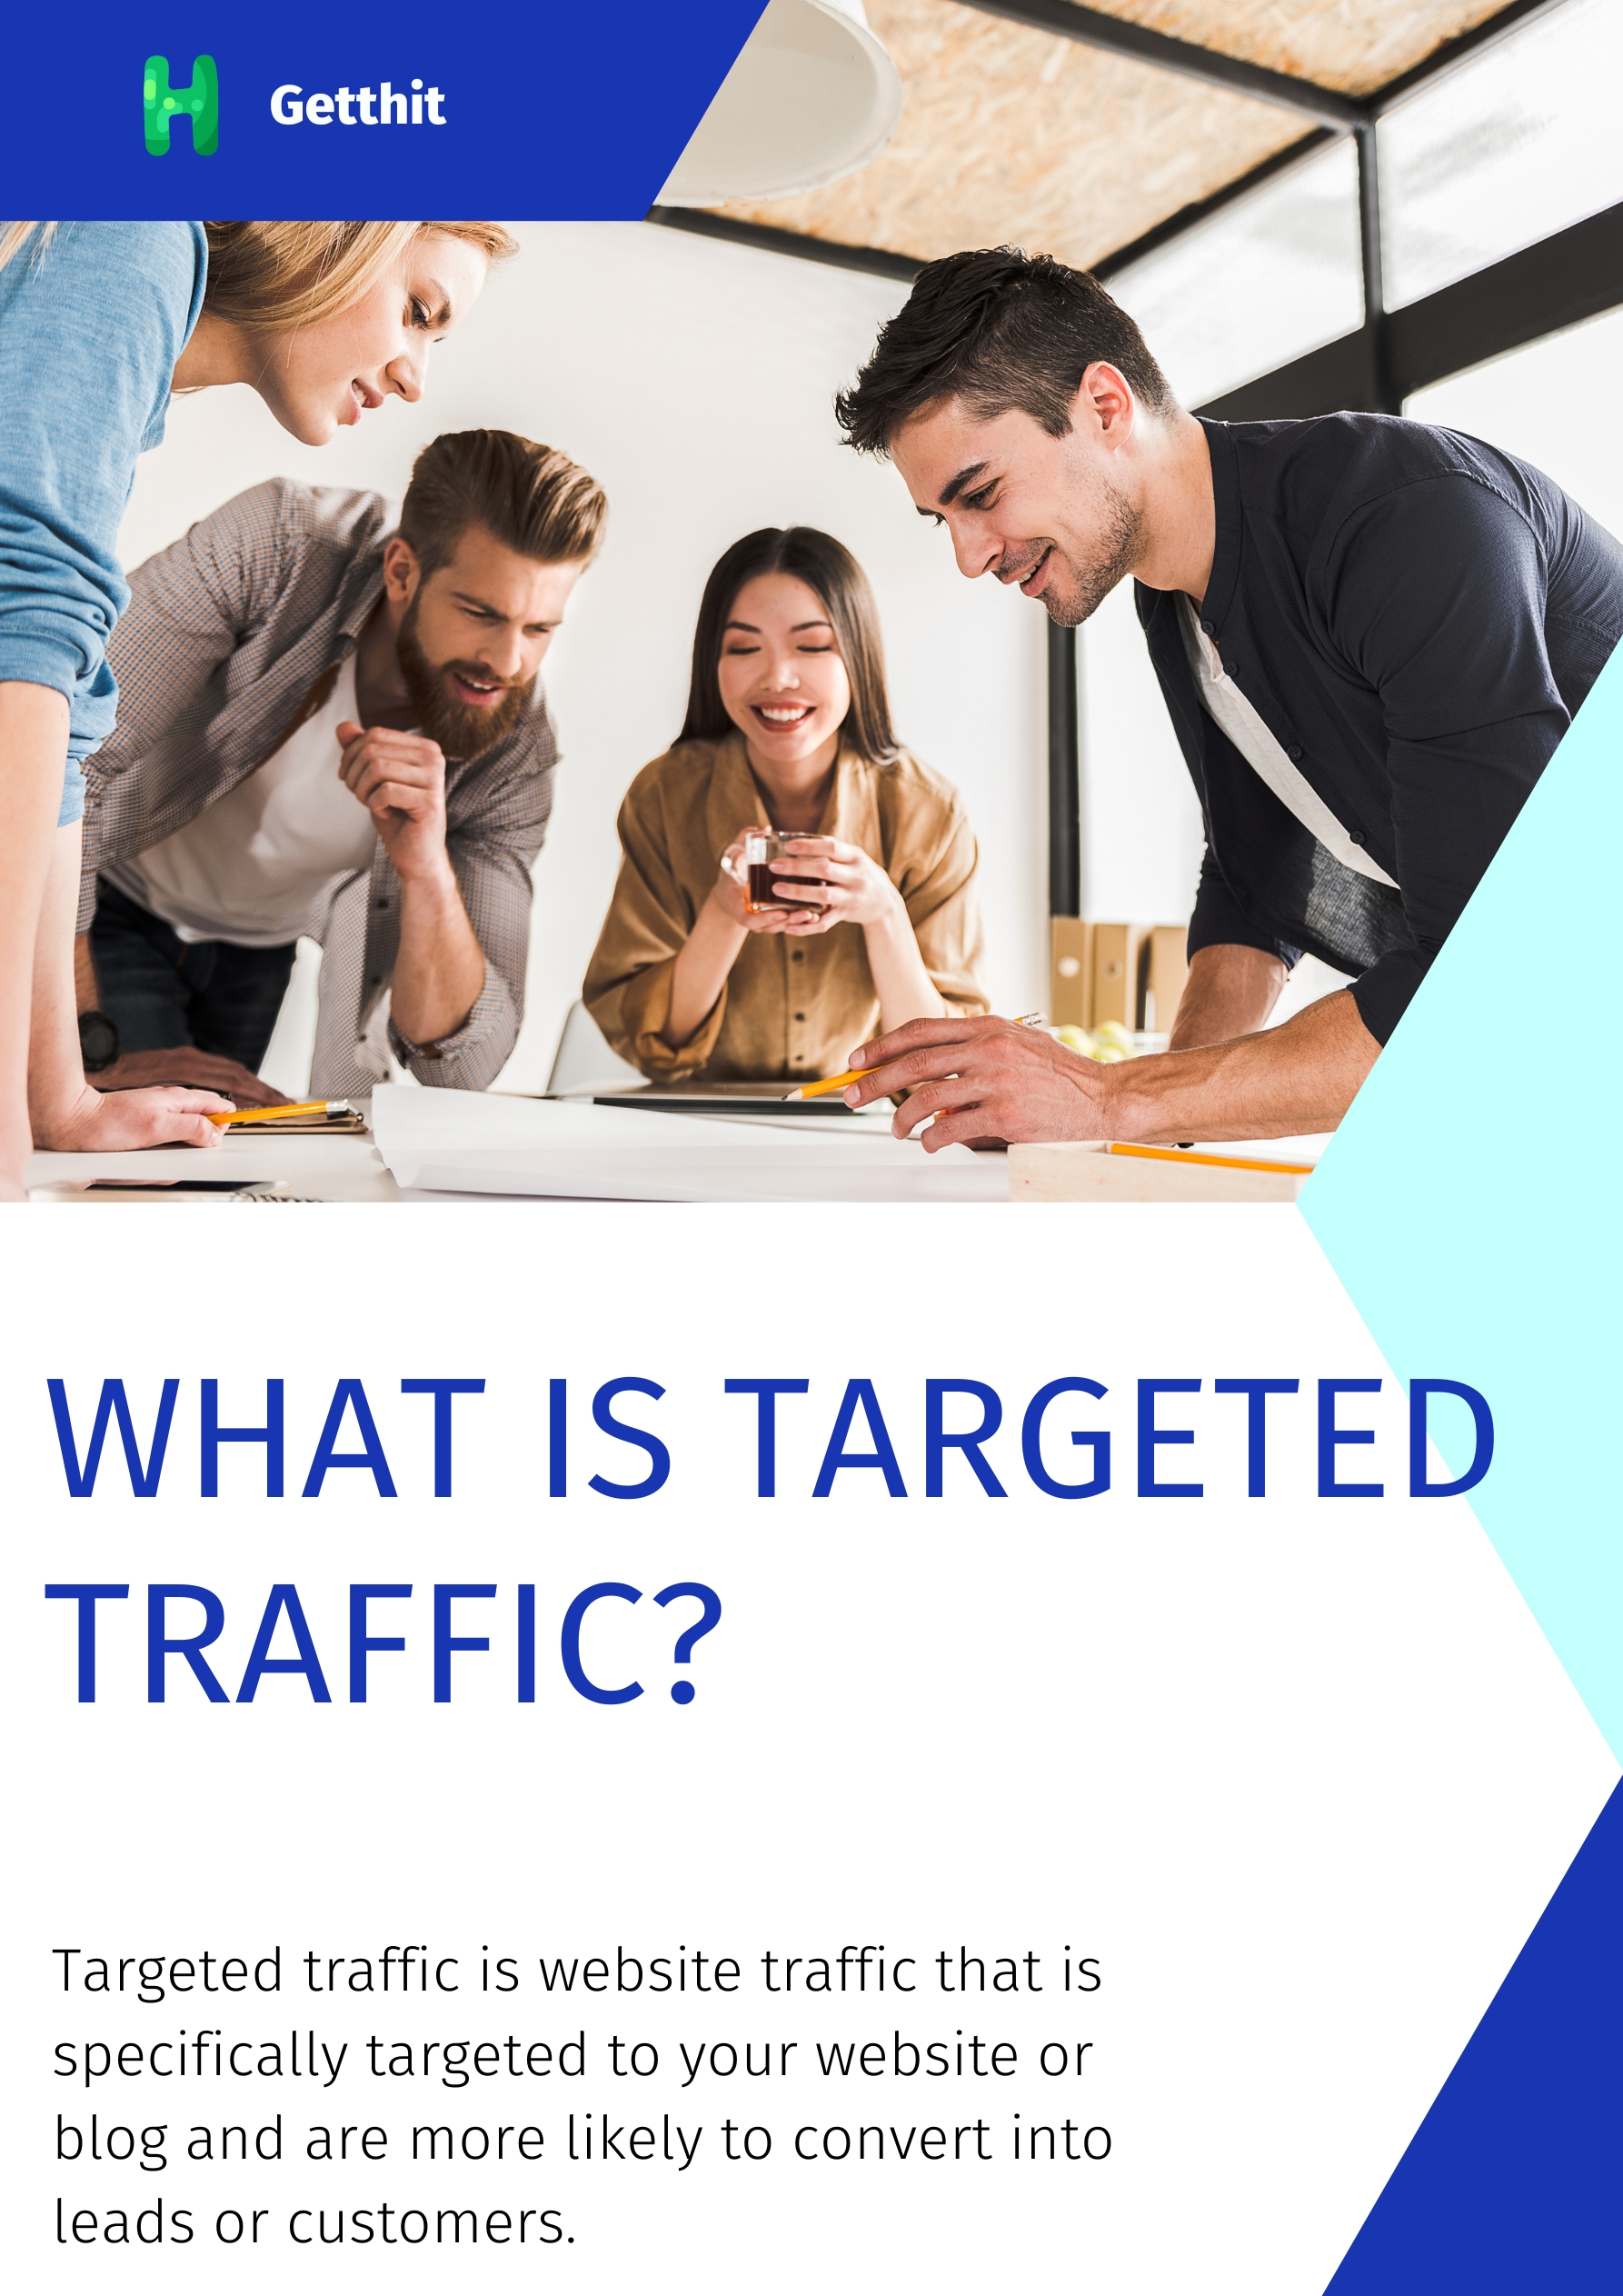 Getthit
WHAT IS TARGETED
TRAFFIC?
Targeted traffic is website traffic that is
specifically targeted to your website or
blog and are more likely to convert into
leads or customers.